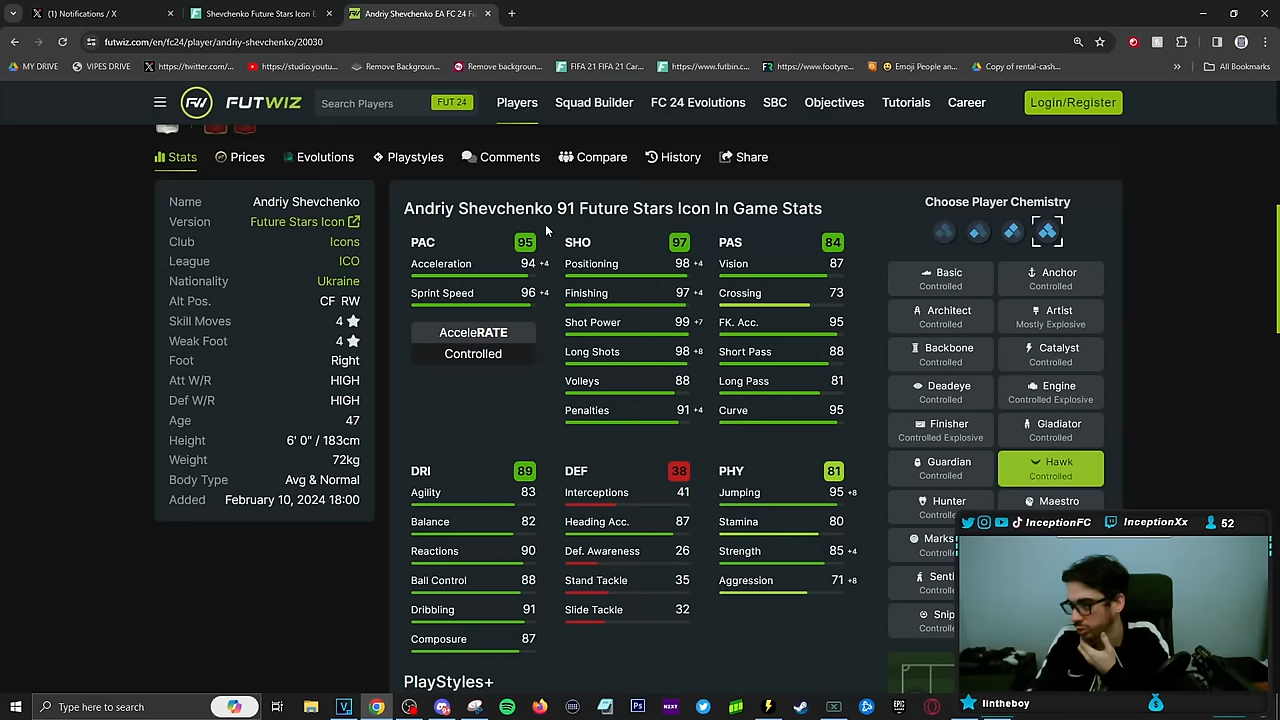 (1) Notifications / X
Shevchenko Future Stars Icon E
Andriy Shevchenko EA FC 24 Fu
futwiz.com/en/fc24/player/andriy-shevchenko/20030
MY DRIVE
VIPES DRIVE
https://twitter.com/...
https://studio.youtu...
Remove Backgroun...
Remove backgroun...
FIFA 21 FIFA 21 Car...
https://www.futbin.c...
https://www.footyre...
Emoji People an...
Copy of rental-cash...
All Bookmarks
FW
FUTWIZ
Search Players
FUT 24
Players
Squad Builder
FC 24 Evolutions
SBC
Objectives
Tutorials
Career
Login/Register
Stats
Prices
Evolutions
Playstyles
Comments
Compare
History
Share
Name Andriy Shevchenko
Version Future Stars Icon
Club Icons
League ICO
Nationality Ukraine
Alt Pos. CF RW
Skill Moves 4
Weak Foot 4
Foot Right
Att W/R HIGH
Def W/R HIGH
Age 47
Height 6' 0" / 183cm
Weight 72kg
Body Type Avg & Normal
Added February 10, 2024 18:00
Andriy Shevchenko 91 Future Stars Icon In Game Stats
PAC 95
Acceleration 94 +4
Sprint Speed 96 +4
AcceleRATE
Controlled
SHO 97
Positioning 98 +4
Finishing 97 +4
Shot Power 99 +7
Long Shots 98 +8
Volleys 88
Penalties 91 +4
PAS 84
Vision 87
Crossing 73
FK. Acc. 95
Short Pass 88
Long Pass 81
Curve 95
DRI 89
Agility 83
Balance 82
Reactions 90
Ball Control 88
Dribbling 91
Composure 87
DEF 38
Interceptions 41
Heading Acc. 87
Def. Awareness 26
Stand Tackle 35
Slide Tackle 32
PHY 81
Jumping 95 +8
Stamina 80
Strength 85 +4
Aggression 71 +8
PlayStyles+
Choose Player Chemistry
Basic
Controlled
Anchor
Controlled
Architect
Controlled
Artist
Mostly Explosive
Backbone
Controlled
Catalyst
Controlled
Deadeye
Controlled
Engine
Controlled Explosive
Finisher
Controlled Explosive
Gladiator
Controlled
Guardian
Controlled
Hawk
Controlled
Hunter
Contro
Maestro
Marks
Contro
Senti
Contro
Snip
Contro
InceptionFC
InceptionXx
52
lintheboy
Type here to search